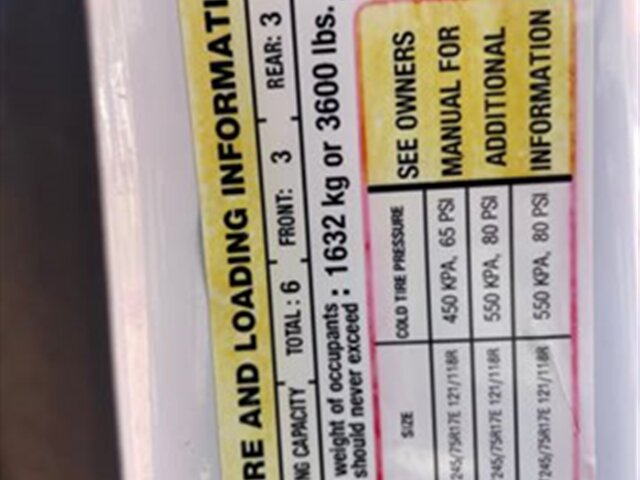 RE AND LOADING INFORMATI
NG CAPACITY TOTAL : 6 FRONT: 3 REAR: 3
weight of occupants : 1632 kg or 3600 lbs.
should never exceed :
SIZE COLD TIRE PRESSURE SEE OWNERS
245/75R17E 121/118R 450 KPA, 65 PSI MANUAL FOR
245/75R17E 121/118R 550 KPA, 80 PSI ADDITIONAL
245/75R17E 121/118R 550 KPA, 80 PSI INFORMATION